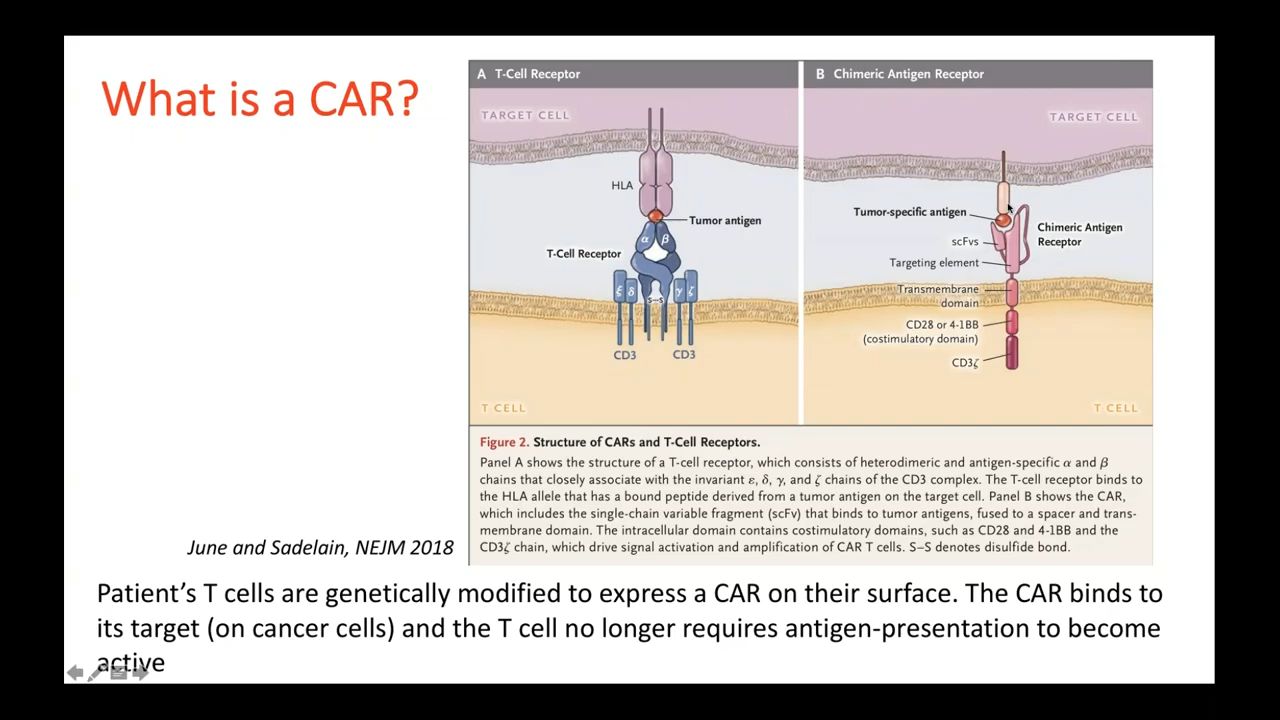 What is a CAR?
A T-Cell Receptor
TARGET CELL
HLA
Tumor antigen
α β
T-Cell Receptor
ξ δ γ ζ
S–S
CD3 CD3
T CELL
B Chimeric Antigen Receptor
TARGET CELL
Tumor-specific antigen
Chimeric Antigen
Receptor
scFvs
Targeting element
Transmembrane
domain
CD28 or 4-1BB
(costimulatory domain)
CD3ζ
T CELL
Figure 2. Structure of CARs and T-Cell Receptors.
Panel A shows the structure of a T-cell receptor, which consists of heterodimeric and antigen-specific α and β
chains that closely associate with the invariant ε, δ, γ, and ζ chains of the CD3 complex. The T-cell receptor binds to
the HLA allele that has a bound peptide derived from a tumor antigen on the target cell. Panel B shows the CAR,
which includes the single-chain variable fragment (scFv) that binds to tumor antigens, fused to a spacer and trans-
membrane domain. The intracellular domain contains costimulatory domains, such as CD28 and 4-1BB and the
CD3ζ chain, which drive signal activation and amplification of CAR T cells. S–S denotes disulfide bond.
June and Sadelain, NEJM 2018
Patient’s T cells are genetically modified to express a CAR on their surface. The CAR binds to
its target (on cancer cells) and the T cell no longer requires antigen-presentation to become
active